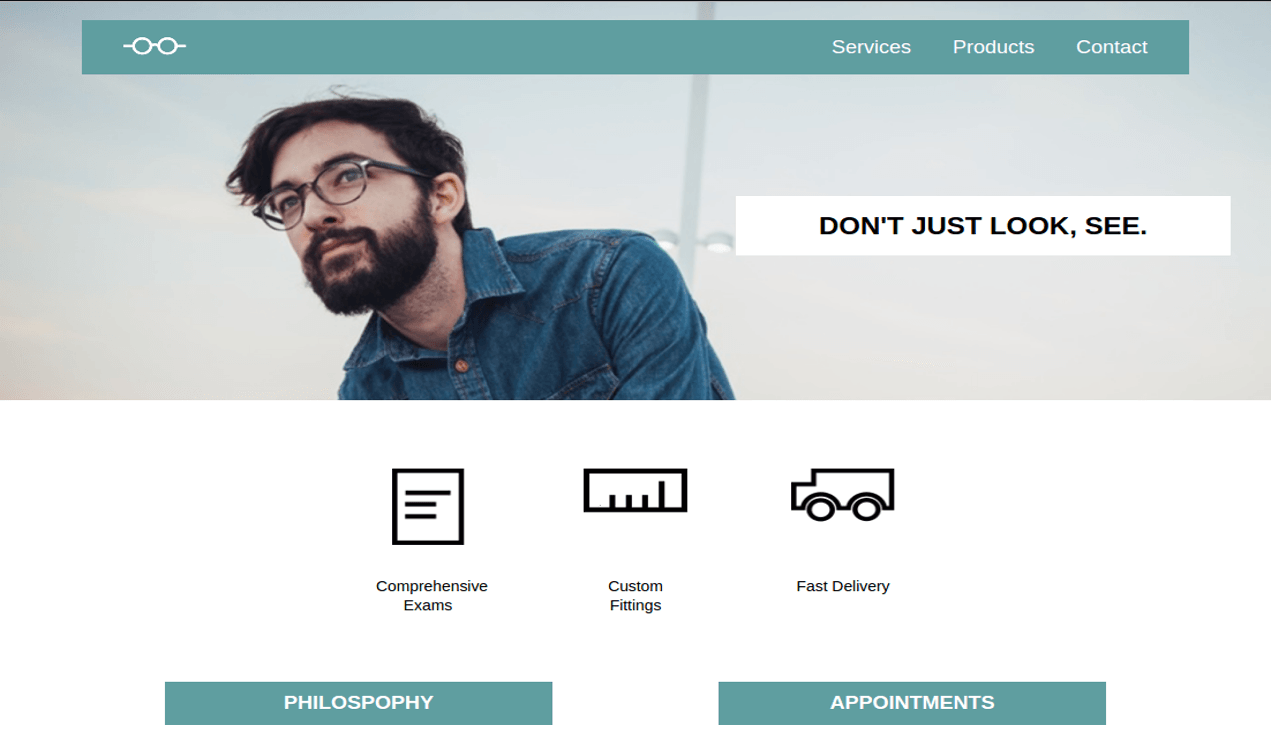 Services Products Contact
DON'T JUST LOOK, SEE.
Comprehensive
Exams
Custom
Fittings
Fast Delivery
PHILOSPOPHY
APPOINTMENTS